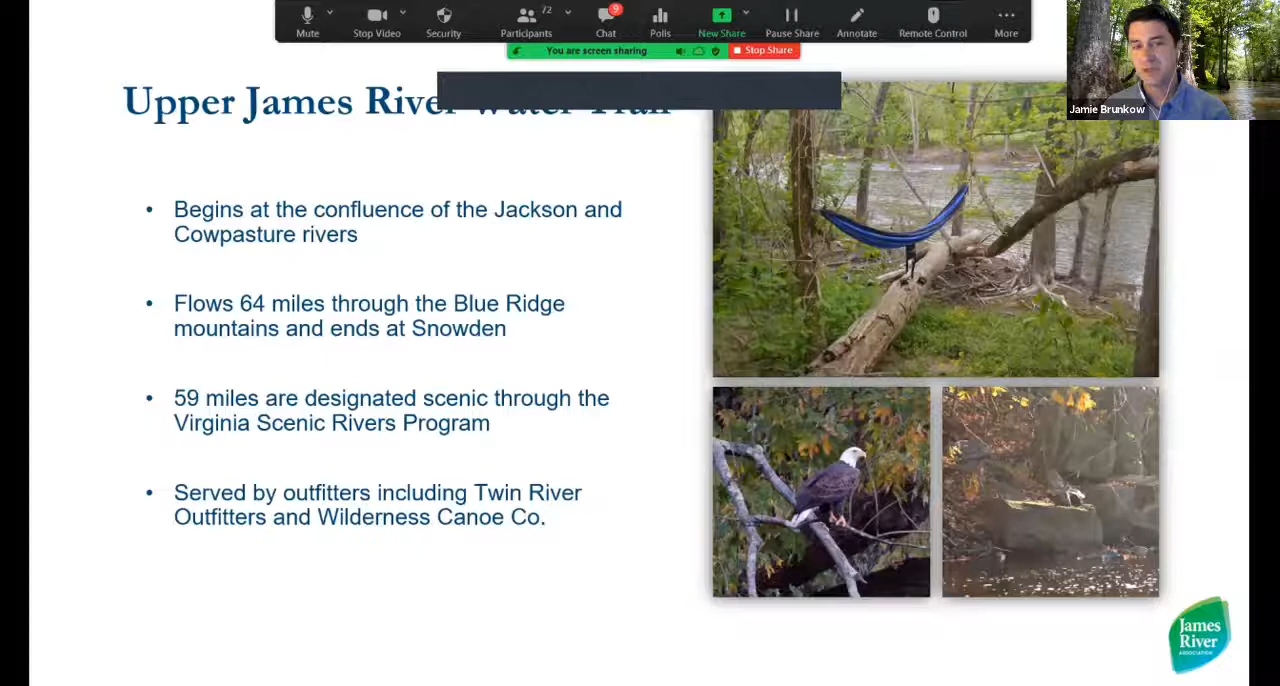 Mute
Stop Video
Security
Participants
72
Chat
9
Polls
New Share
Pause Share
Annotate
Remote Control
More
You are screen sharing
Stop Share
Jamie Brunkow
Upper James River
Begins at the confluence of the Jackson and
Cowpasture rivers
Flows 64 miles through the Blue Ridge
mountains and ends at Snowden
59 miles are designated scenic through the
Virginia Scenic Rivers Program
Served by outfitters including Twin River
Outfitters and Wilderness Canoe Co.
James
River
ASSOCIATION